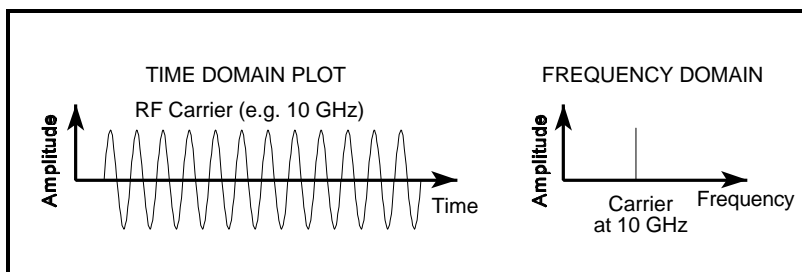 TIME DOMAIN PLOT
RF Carrier (e.g. 10 GHz)
Amplitude
Time
FREQUENCY DOMAIN
Amplitude
Frequency
Carrier
at 10 GHz